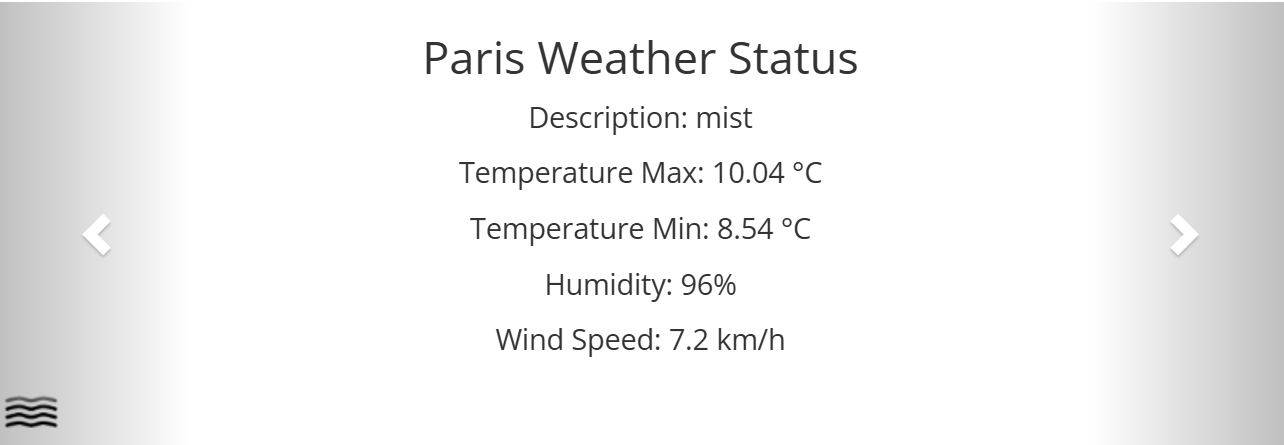 Paris Weather Status
Description: mist
Temperature Max: 10.04 °C
Temperature Min: 8.54 °C
Humidity: 96%
Wind Speed: 7.2 km/h